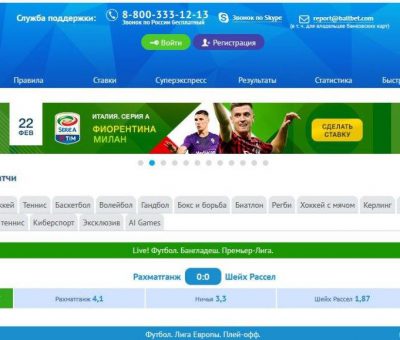 Служба поддержки:
8-800-333-12-13
Звонок по России бесплатный
Звонок по Skype
report@baltbet.com
(в т. ч. для владельцев банковских карт)
Войти
Регистрация
Правила Ставки Суперэкспресс Результаты Статистика Быст
22
ФЕВ
SERIE A
TIM
ИТАЛИЯ. СЕРИЯ А
ФИОРЕНТИНА
МИЛАН
СДЕЛАТЬ
СТАВКУ
атчи
ккей Теннис Баскетбол Волейбол Гандбол Бокс и борьба Биатлон Регби Хоккей с мячом Керлинг
теннис Киберспорт Эксклюзив AI Games
Live! Футбол. Бангладеш. Премьер-Лига.
Рахматгандж 0:0 Шейх Рассел
Рахматгандж 4,1 Ничья 3,3 Шейх Рассел 1,87
Футбол. Лига Европы. Плей-офф.